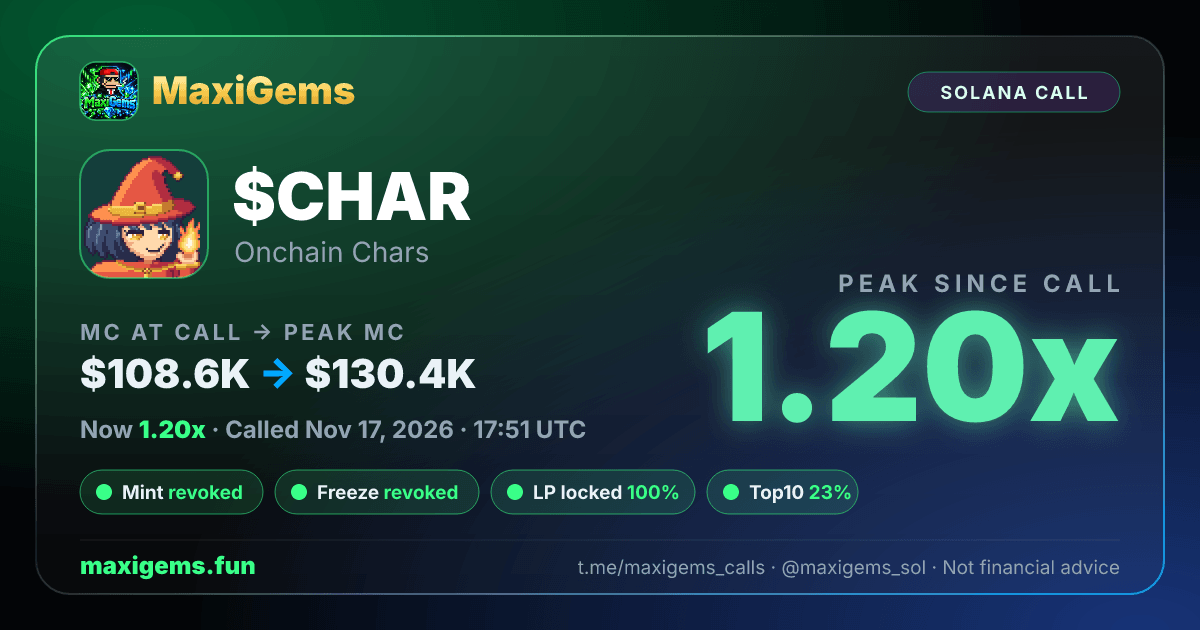 MaxiGems
MaxiGems
SOLANA CALL
$CHAR
Onchain Chars
PEAK SINCE CALL
1.20x
MC AT CALL → PEAK MC
$108.6K → $130.4K
Now 1.20x · Called Nov 17, 2026 · 17:51 UTC
Mint revoked
Freeze revoked
LP locked 100%
Top10 23%
maxigems.fun
t.me/maxigems_calls · @maxigems_sol · Not financial advice